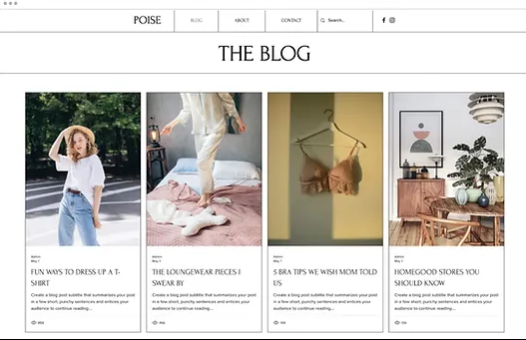 POISE
BLOG
ABOUT
CONTACT
Search...
THE BLOG
Admin
May 1
FUN WAYS TO DRESS UP A T-
SHIRT
Create a blog post subtitle that summarizes your post
in a few short, punchy sentences and entices your
audience to continue reading...
Admin
May 1
THE LOUNGEWEAR PIECES I
SWEAR BY
Create a blog post subtitle that summarizes your post
in a few short, punchy sentences and entices your
audience to continue reading...
Admin
May 1
5 BRA TIPS WE WISH MOM TOLD
US
Create a blog post subtitle that summarizes your post
in a few short, punchy sentences and entices your
audience to continue reading...
Admin
May 1
HOMEGOOD STORES YOU
SHOULD KNOW
Create a blog post subtitle that summarizes your post
in a few short, punchy sentences and entices your
audience to continue reading...